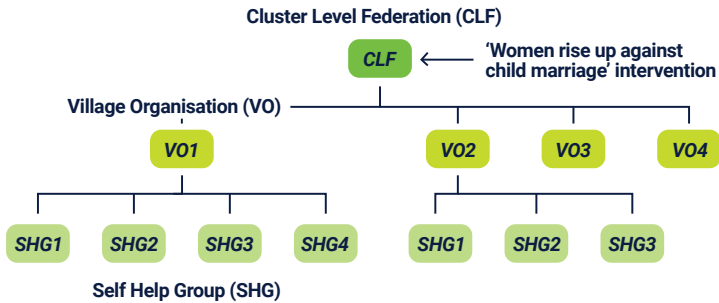 Cluster Level Federation (CLF)
CLF
‘Women rise up against
child marriage’ intervention
Village Organisation (VO)
VO1
VO2
VO3
VO4
SHG1
SHG2
SHG3
SHG4
SHG1
SHG2
SHG3
Self Help Group (SHG)